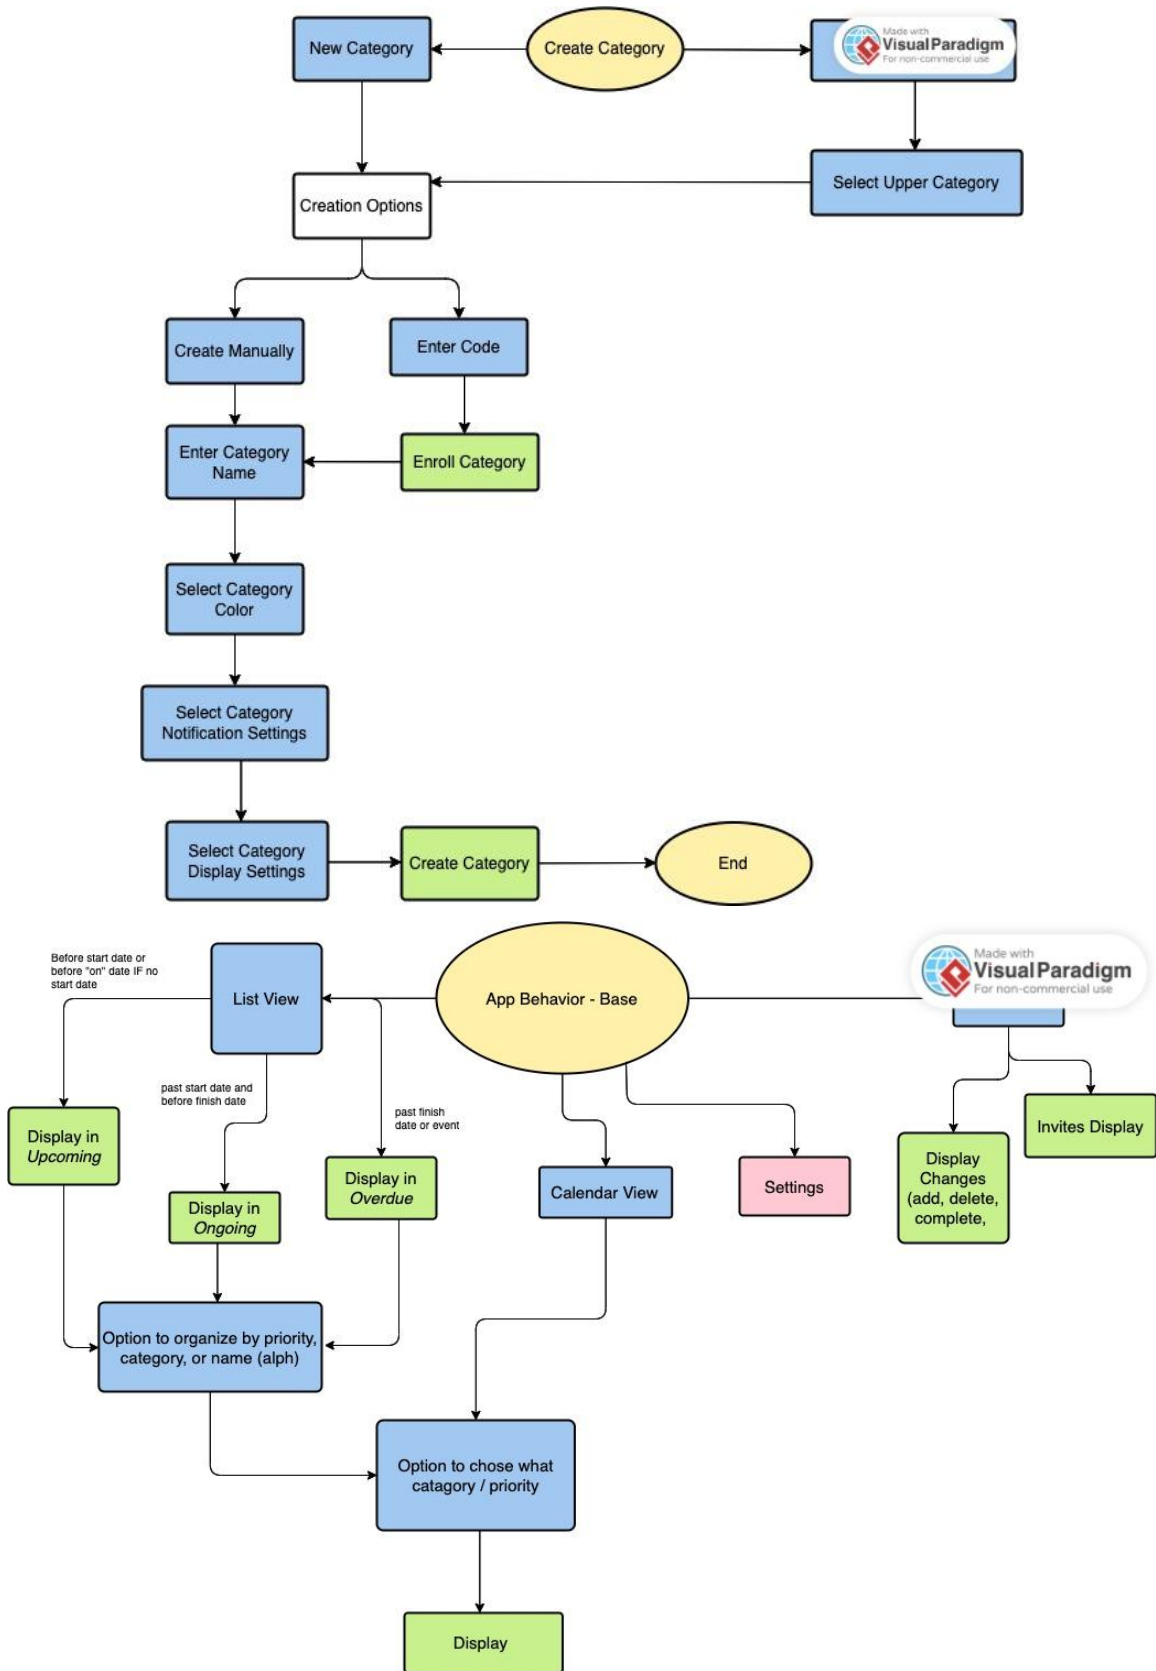 New Category
Create Category
Made with
VisualParadigm
For non-commercial use
Select Upper Category
Creation Options
Create Manually
Enter Code
Enter Category
Name
Enroll Category
Select Category
Color
Select Category
Notification Settings
Select Category
Display Settings
Create Category
End
Before start date or
before "on" date IF no
start date
List View
App Behavior - Base
Made with
VisualParadigm
For non-commercial use
past start date and
before finish date
past finish
date or event
Display in
Upcoming
Display in
Ongoing
Display in
Overdue
Calendar View
Settings
Display
Changes
(add, delete,
complete,
Invites Display
Option to organize by priority,
category, or name (alph)
Option to chose what
catagory / priority
Display